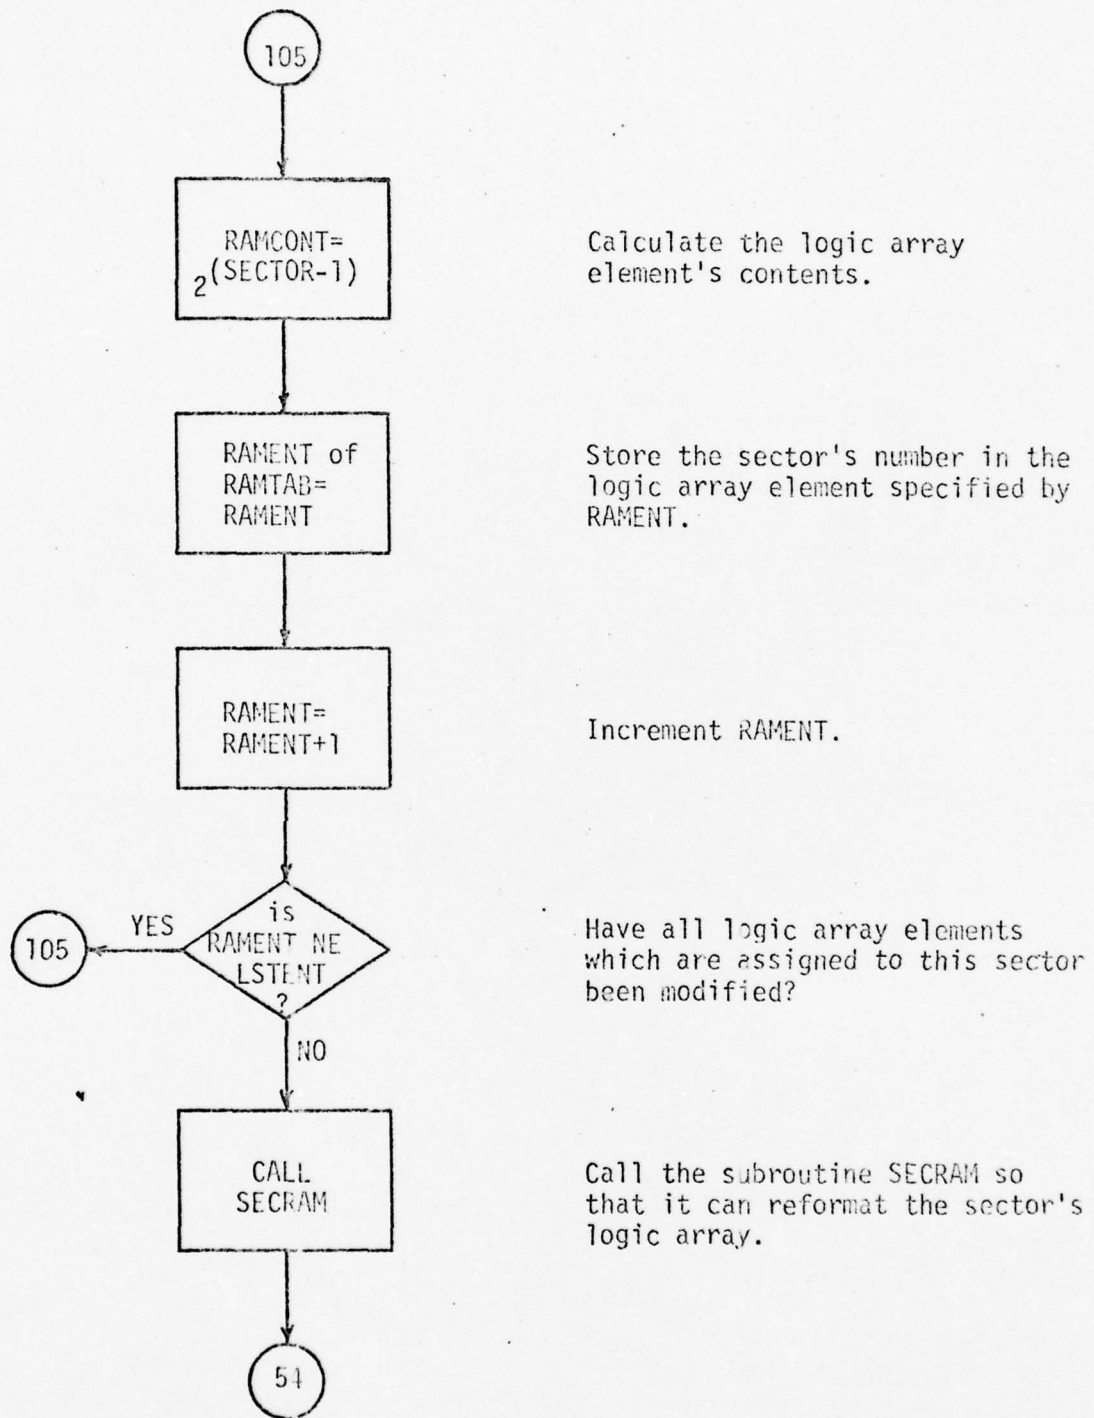 105
RAMCONT=
2(SECTOR-1)
Calculate the logic array
element's contents.
RAMENT of
RAMTAB=
RAMENT
Store the sector's number in the
logic array element specified by
RAMENT.
RAMENT=
RAMENT+1
Increment RAMENT.
is
RAMENT NE
LSTENT
?
YES
105
Have all logic array elements
which are assigned to this sector
been modified?
NO
CALL
SECRAM
Call the subroutine SECRAM so
that it can reformat the sector's
logic array.
54